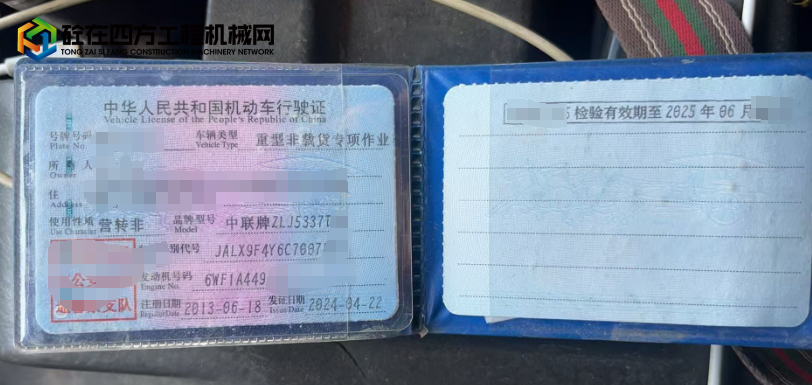 砼在四方工程机械网
TONG ZAI SI FANG CONSTRUCTION MACHINERY NETWORK
中华人民共和国机动车行驶证
Vehicle License of the People's Republic of China
号牌号码 车辆类型 重型非载货专项作业
Plate No. Vehicle Type
所 人
Owner
住
Address
使用性质 营转非 品牌型号 中联牌ZLJ5337
Use Character Model
别代号 JALX9F4Y6C7007
发动机号码 6WF1A449
Engine No.
注册日期 2013-06-18 发证日期 2024-04-22
Register Date Issue Date
支队
检验有效期至2025年06月